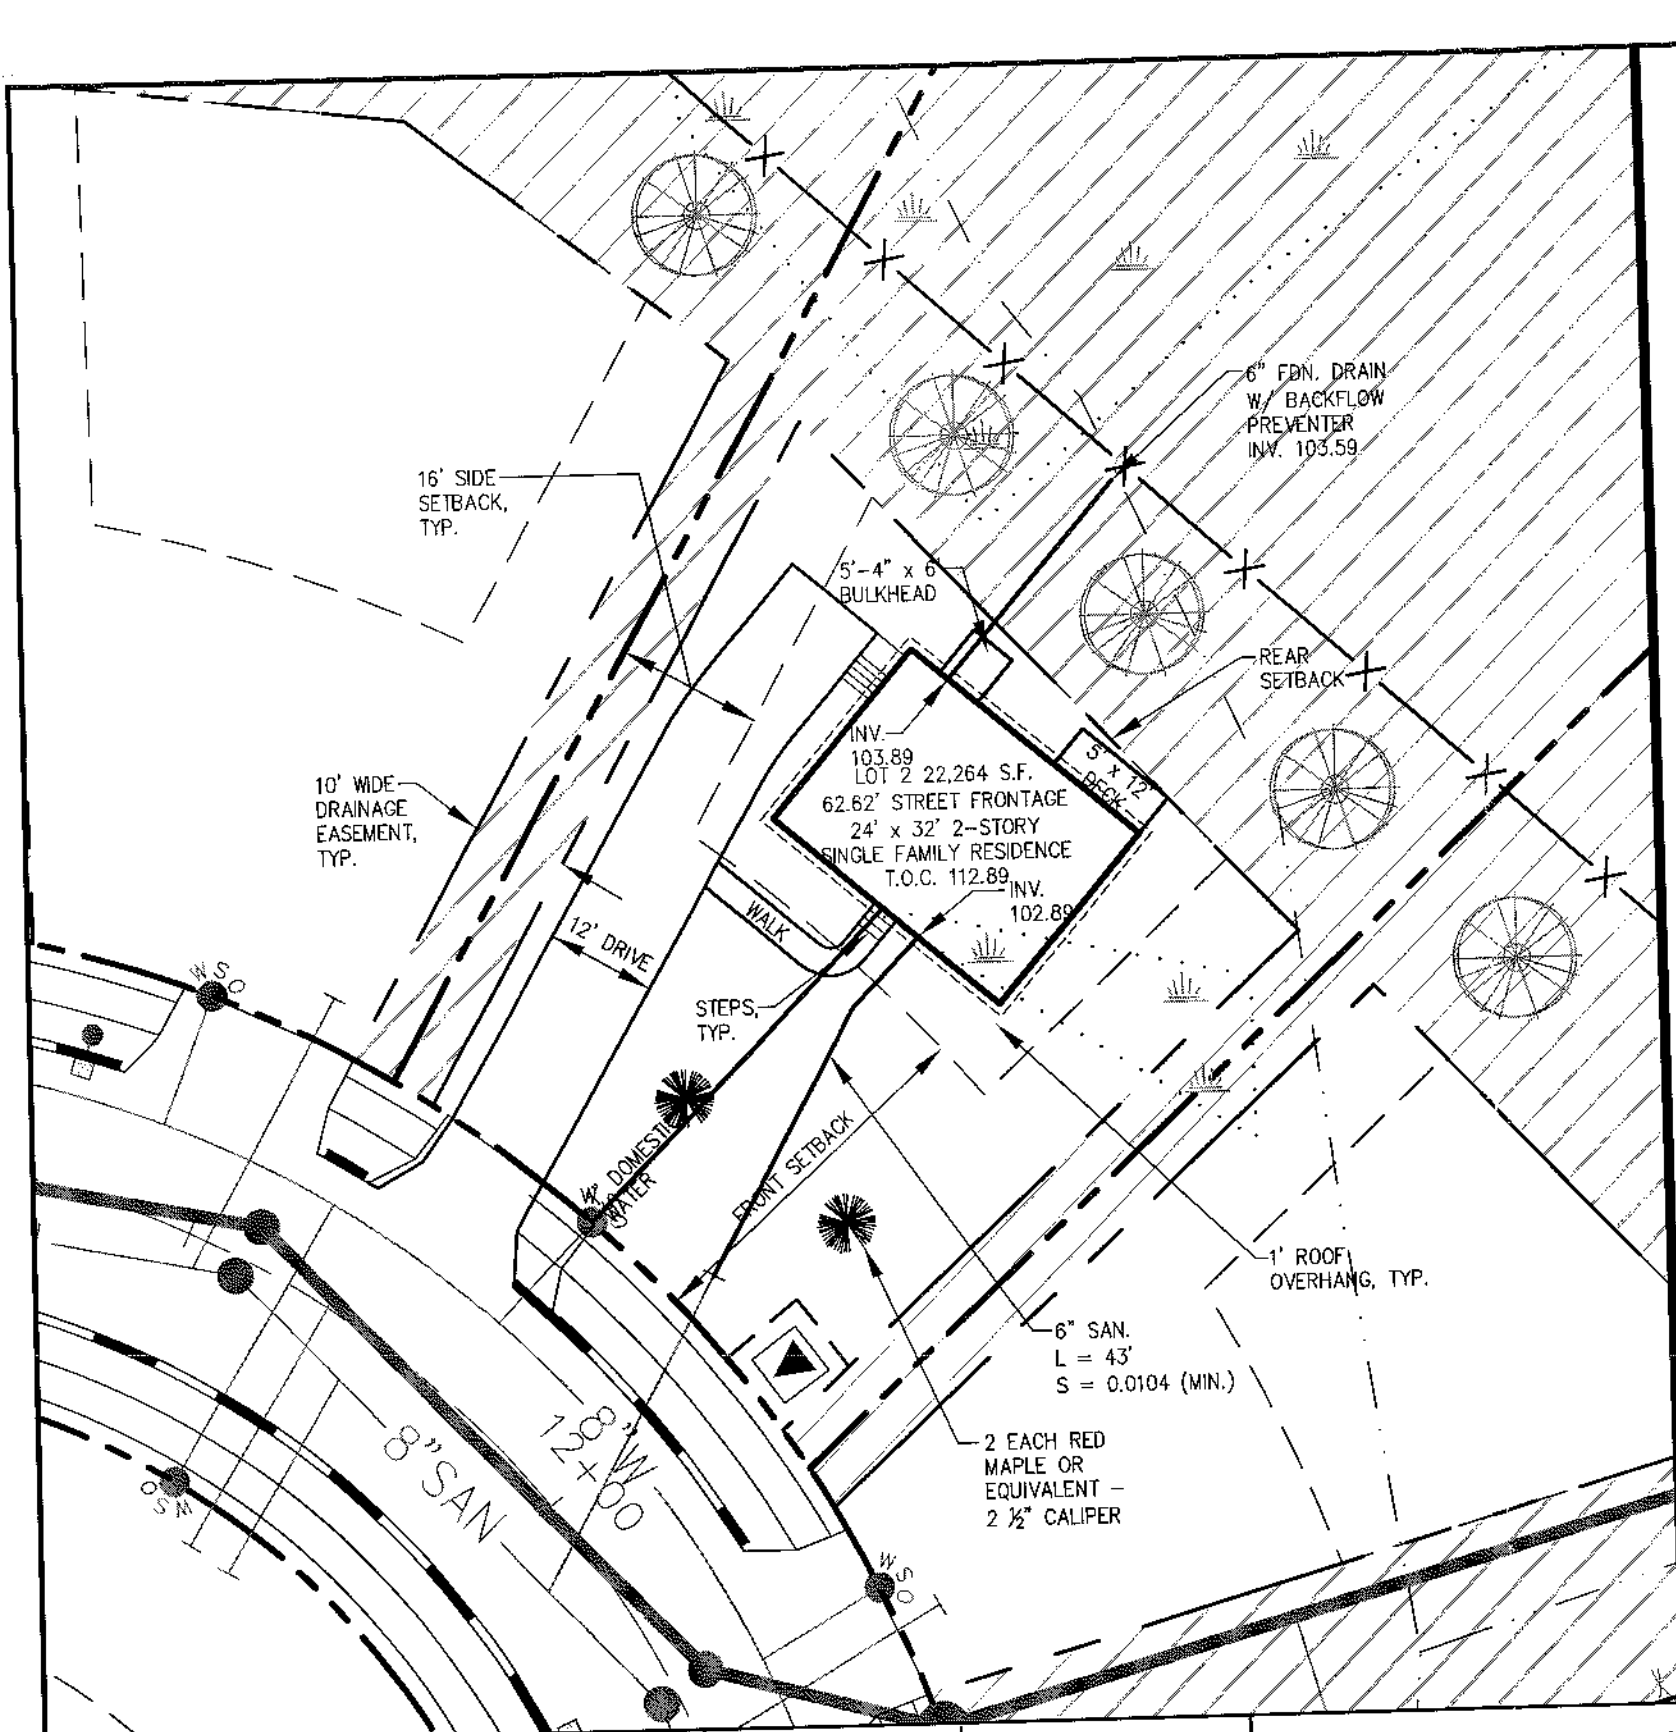 6" FDN. DRAIN
W/ BACKFLOW
PREVENTER
INV. 103.59
16' SIDE
SETBACK,
TYP.
5'-4" x 6'
BULKHEAD
REAR
SETBACK
INV.
103.89
5' x 12'
DECK
LOT 2 22,264 S.F.
62.62' STREET FRONTAGE
24' x 32' 2-STORY
SINGLE FAMILY RESIDENCE
T.O.C. 112.89
INV.
102.89
10' WIDE
DRAINAGE
EASEMENT,
TYP.
WALK
12' DRIVE
WSO
STEPS,
TYP.
DOMESTIC
WATER
FRONT SETBACK
1' ROOF
OVERHANG, TYP.
6" SAN.
L = 43'
S = 0.0104 (MIN.)
2 EACH RED
MAPLE OR
EQUIVALENT –
2 ½" CALIPER
8" W
12+00
8" SAN
WSO
WSO